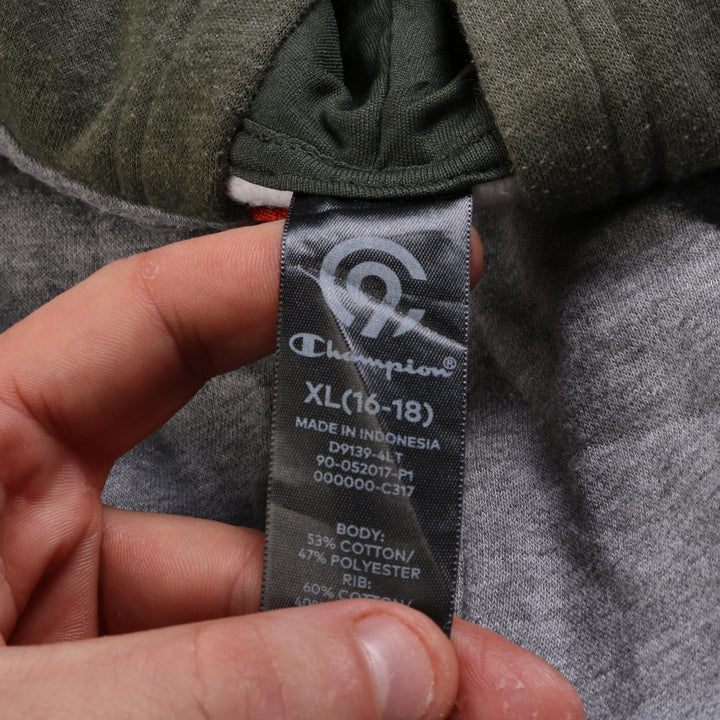 C9
Champion®
XL(16-18)
MADE IN INDONESIA
D9139-4LT
90-052017-P1
000000-C317
BODY:
53% COTTON/
47% POLYESTER
RIB:
60% COTTON/